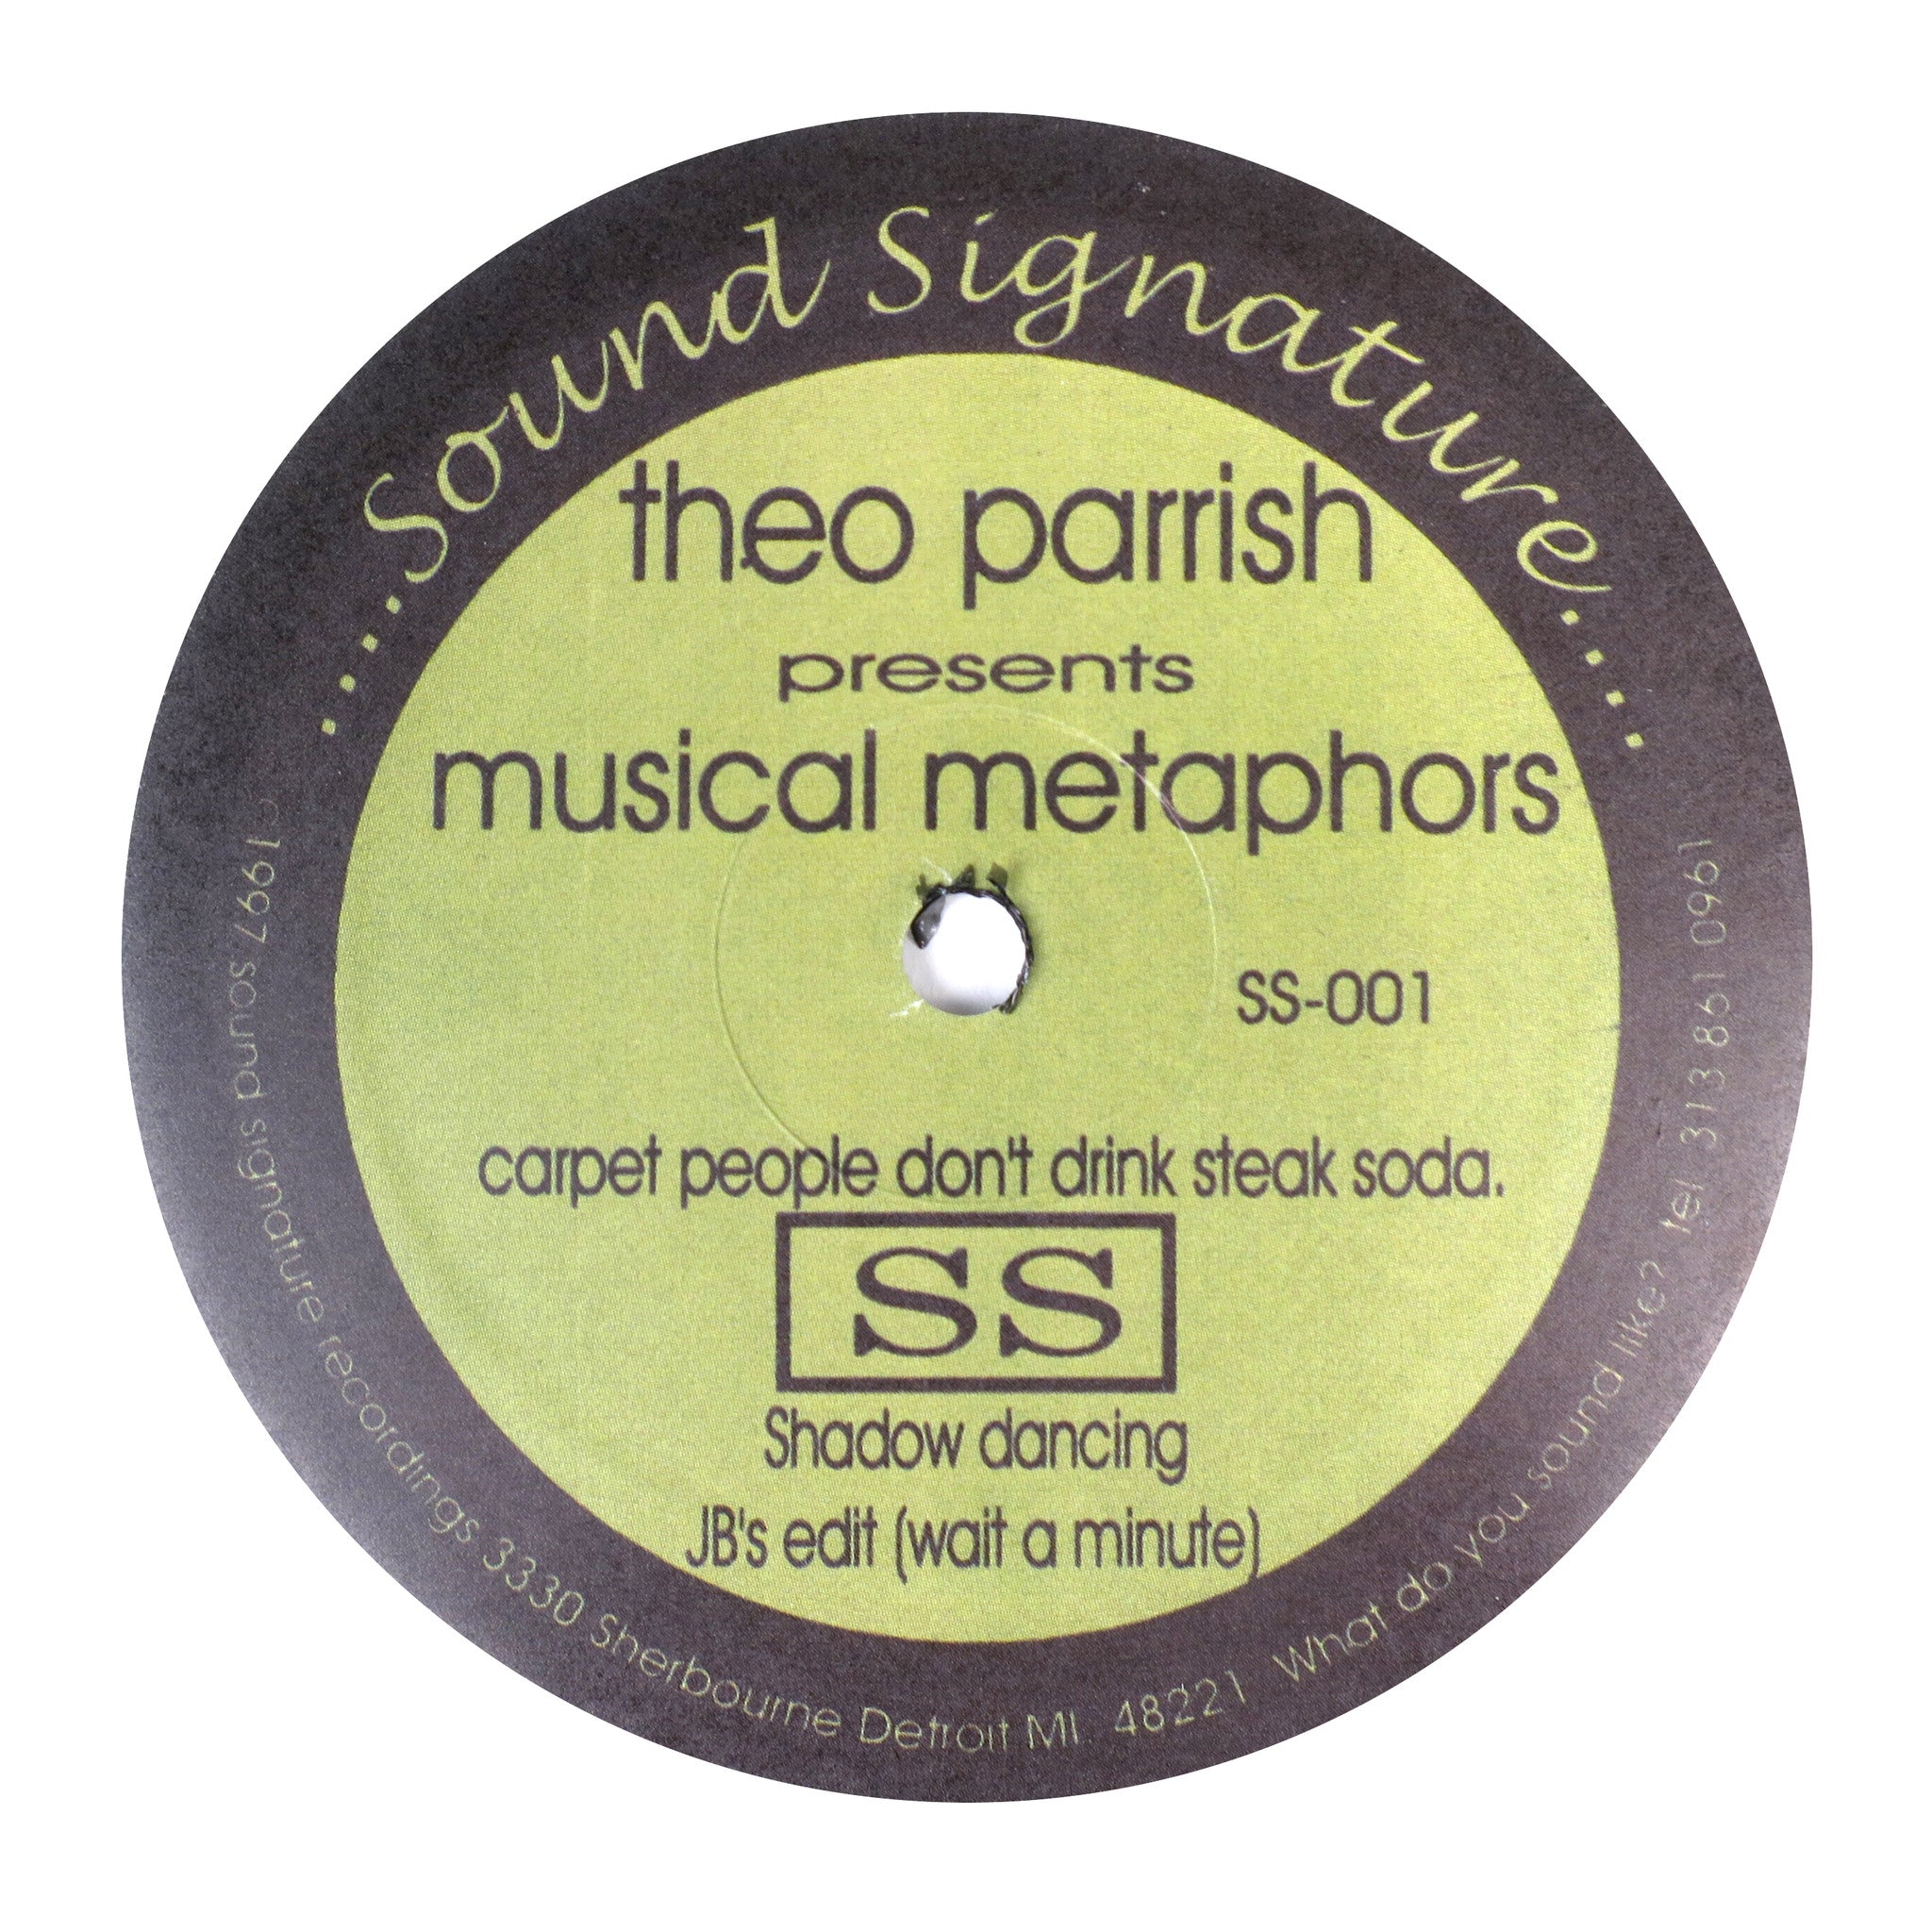 ....Sound Signature....
theo parrish
presents
musical metaphors
SS-001
carpet people don't drink steak soda.
SS
Shadow dancing
JB's edit (wait a minute)
©1997 sound signature recordings 3330 Sherbourne Detroit MI. 48221 What do you sound like? tel 313 861 0961